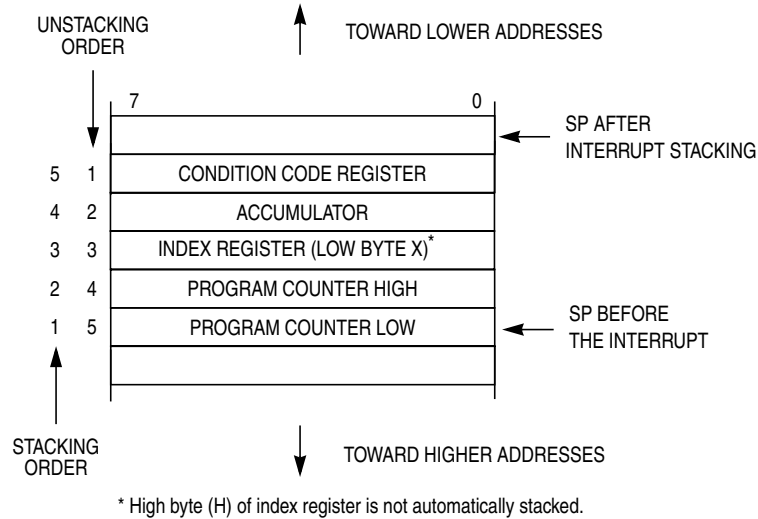 UNSTACKING
ORDER
TOWARD LOWER ADDRESSES
7 0
SP AFTER
INTERRUPT STACKING
5 1 CONDITION CODE REGISTER
4 2 ACCUMULATOR
3 3 INDEX REGISTER (LOW BYTE X)*
2 4 PROGRAM COUNTER HIGH
1 5 PROGRAM COUNTER LOW
SP BEFORE
THE INTERRUPT
STACKING
ORDER
TOWARD HIGHER ADDRESSES
* High byte (H) of index register is not automatically stacked.